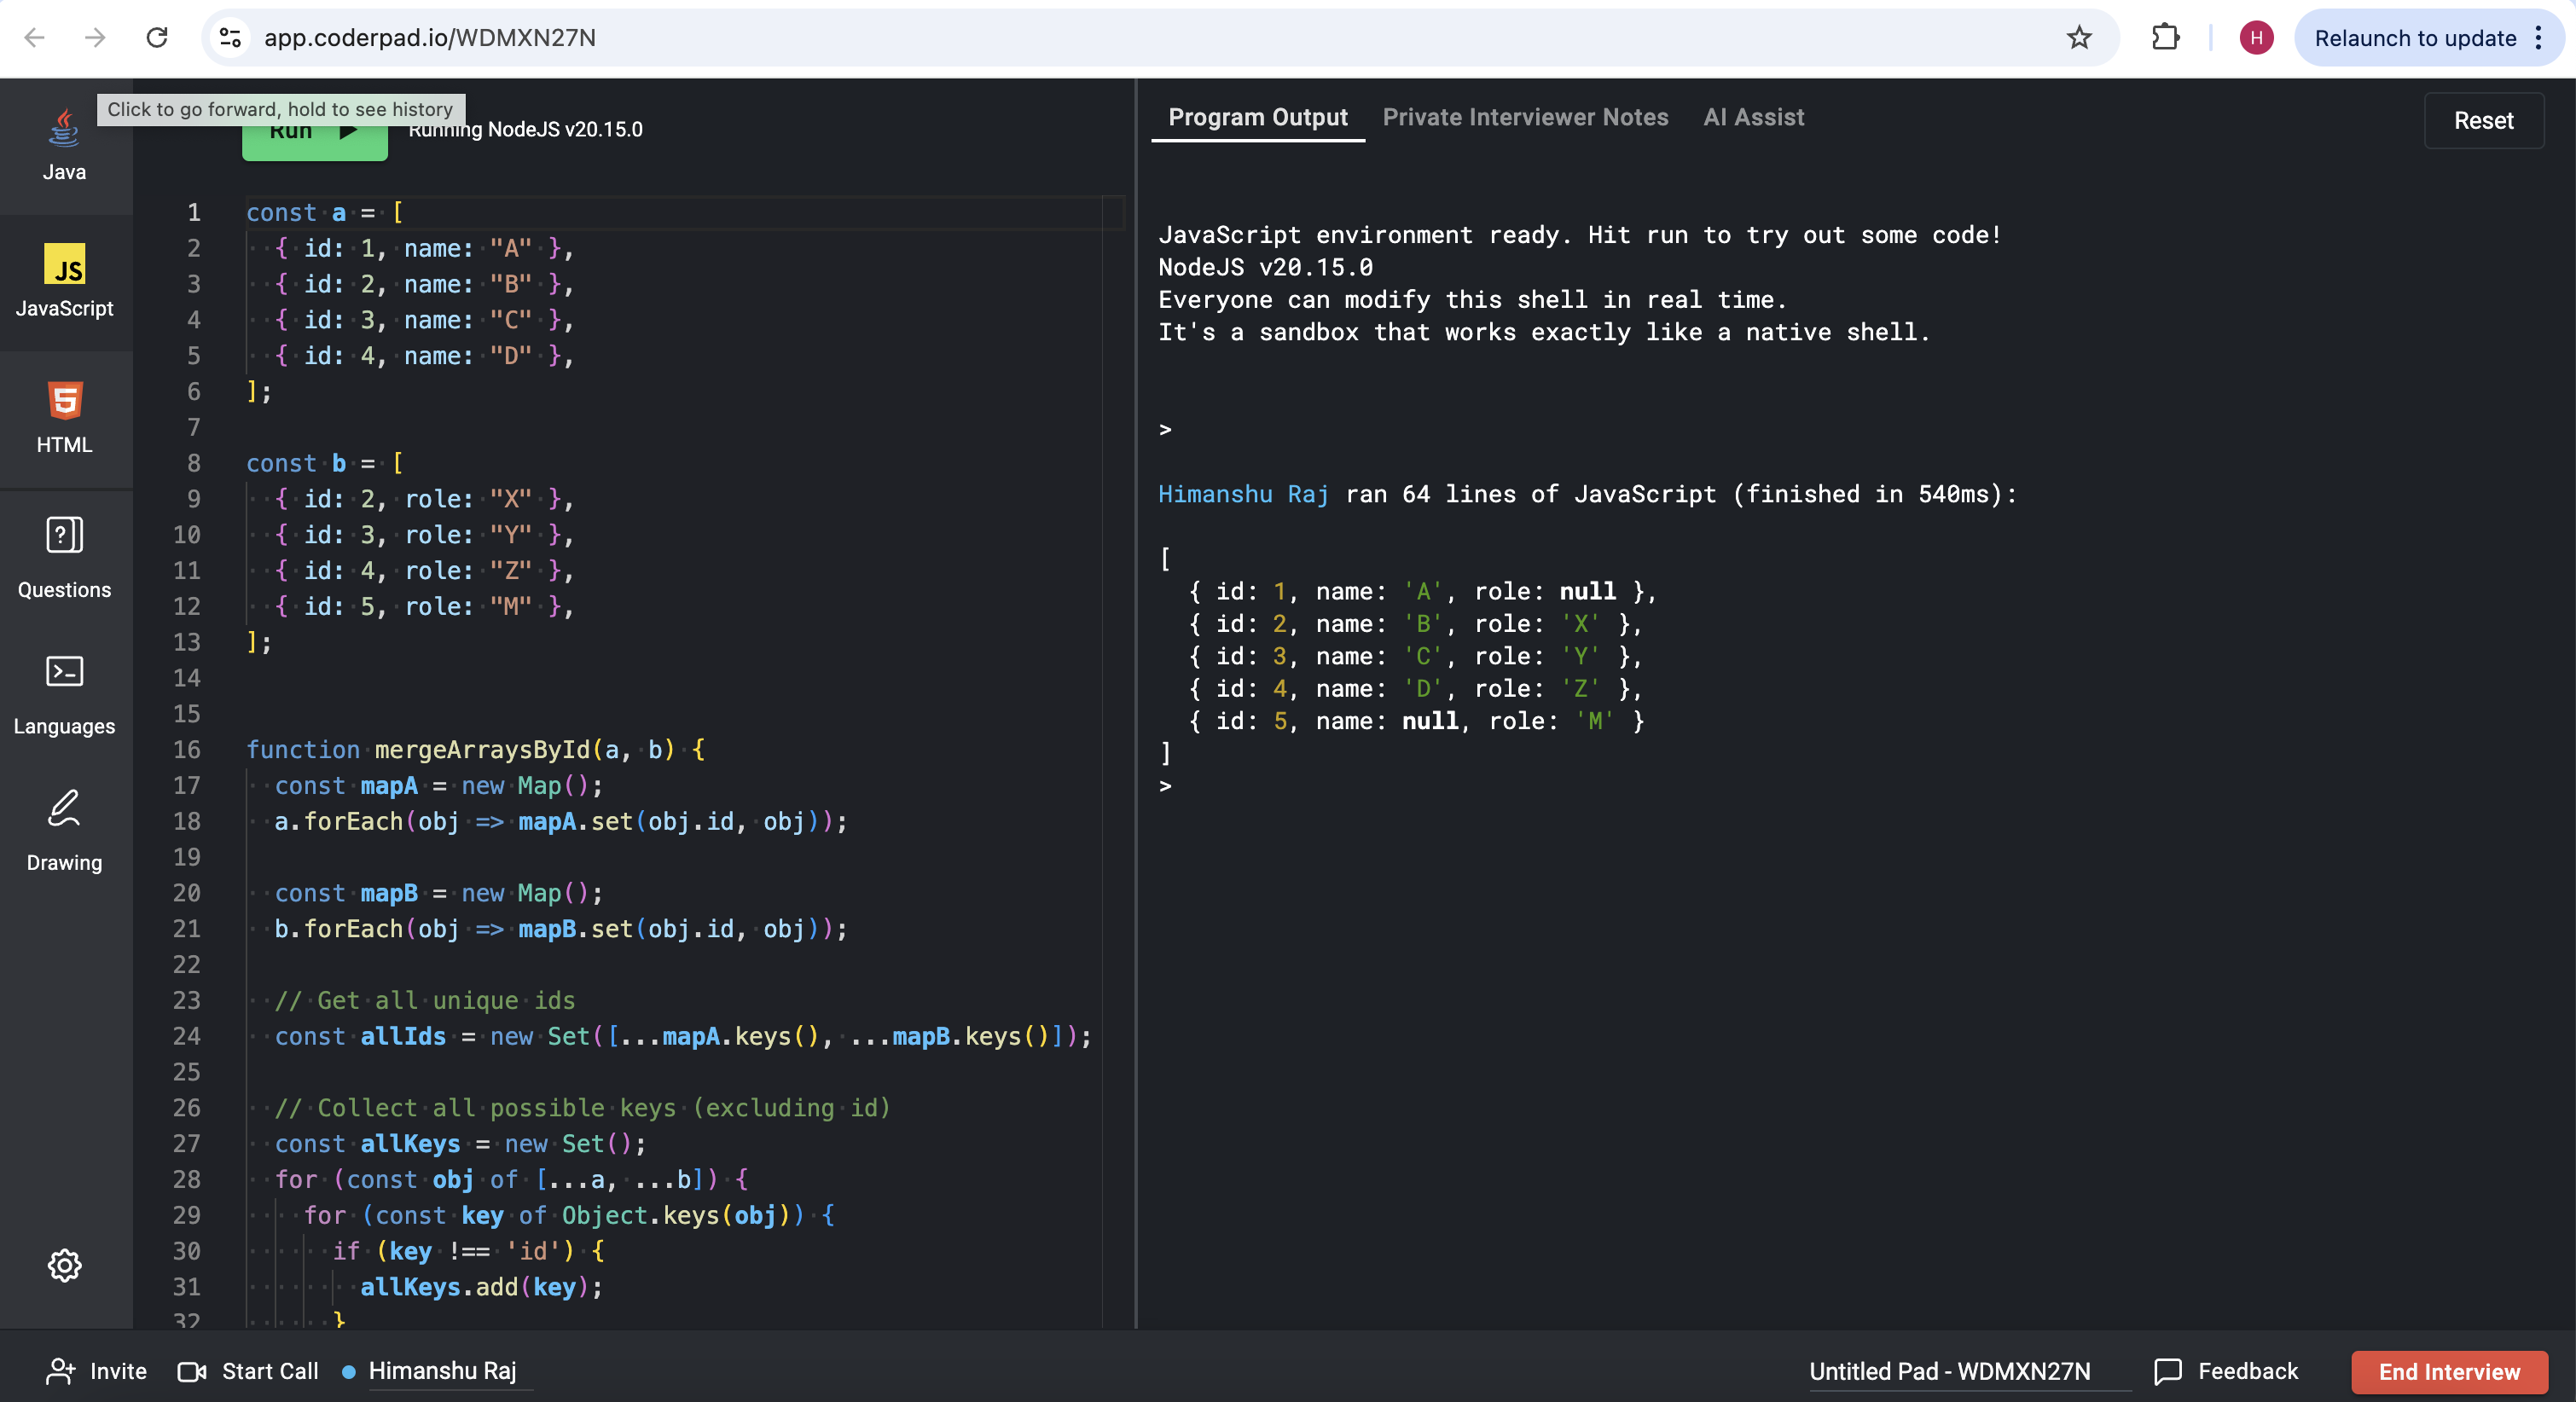 app.coderpad.io/WDMXN27N
H
Relaunch to update
Click to go forward, hold to see history
Java
JS
JavaScript
5
HTML
?
Questions
Languages
Drawing
Run
Running NodeJS v20.15.0
1 const a = [
2 { id: 1, name: "A" },
3 { id: 2, name: "B" },
4 { id: 3, name: "C" },
5 { id: 4, name: "D" },
6 ];
7
8 const b = [
9 { id: 2, role: "X" },
10 { id: 3, role: "Y" },
11 { id: 4, role: "Z" },
12 { id: 5, role: "M" },
13 ];
14
15
16 function mergeArraysById(a, b) {
17 const mapA = new Map();
18 a.forEach(obj => mapA.set(obj.id, obj));
19
20 const mapB = new Map();
21 b.forEach(obj => mapB.set(obj.id, obj));
22
23 // Get all unique ids
24 const allIds = new Set([...mapA.keys(), ...mapB.keys()]);
25
26 // Collect all possible keys (excluding id)
27 const allKeys = new Set();
28 for (const obj of [...a, ...b]) {
29 for (const key of Object.keys(obj)) {
30 if (key !== 'id') {
31 allKeys.add(key);
32 }
Program Output
Private Interviewer Notes
AI Assist
Reset
JavaScript environment ready. Hit run to try out some code!
NodeJS v20.15.0
Everyone can modify this shell in real time.
It's a sandbox that works exactly like a native shell.
>
Himanshu Raj ran 64 lines of JavaScript (finished in 540ms):
[
{ id: 1, name: 'A', role: null },
{ id: 2, name: 'B', role: 'X' },
{ id: 3, name: 'C', role: 'Y' },
{ id: 4, name: 'D', role: 'Z' },
{ id: 5, name: null, role: 'M' }
]
>
Invite
Start Call
Himanshu Raj
Untitled Pad - WDMXN27N
Feedback
End Interview